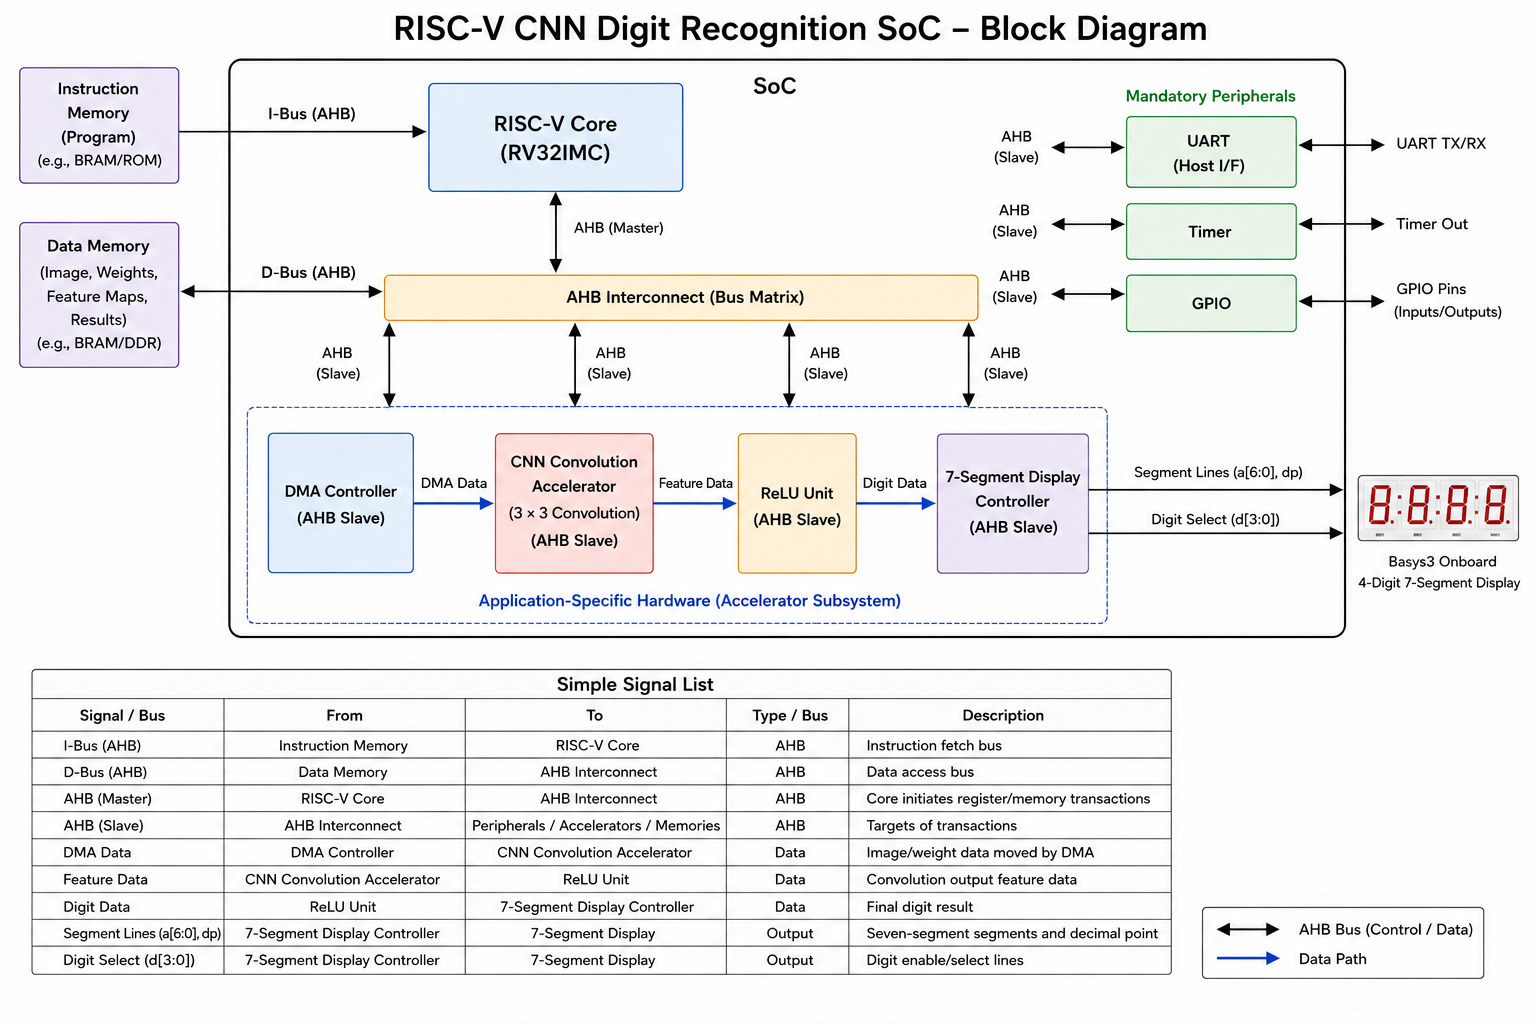 RISC-V CNN Digit Recognition SoC – Block Diagram
SoC
Instruction
Memory
(Program)
(e.g., BRAM/ROM)
I-Bus (AHB)
RISC-V Core
(RV32IMC)
Mandatory Peripherals
AHB
(Slave)
UART
(Host I/F)
UART TX/RX
AHB
(Slave)
Timer
Timer Out
AHB
(Slave)
GPIO
GPIO Pins
(Inputs/Outputs)
Data Memory
(Image, Weights,
Feature Maps,
Results)
(e.g., BRAM/DDR)
D-Bus (AHB)
AHB (Master)
AHB Interconnect (Bus Matrix)
AHB
(Slave)
AHB
(Slave)
AHB
(Slave)
AHB
(Slave)
DMA Controller
(AHB Slave)
DMA Data
CNN Convolution
Accelerator
(3 × 3 Convolution)
(AHB Slave)
Feature Data
ReLU Unit
(AHB Slave)
Digit Data
7-Segment Display
Controller
(AHB Slave)
Segment Lines (a[6:0], dp)
Digit Select (d[3:0])
8:8:8:8.
Basys3 Onboard
4-Digit 7-Segment Display
Application-Specific Hardware (Accelerator Subsystem)
Simple Signal List
Signal / Bus From To Type / Bus Description
I-Bus (AHB) Instruction Memory RISC-V Core AHB Instruction fetch bus
D-Bus (AHB) Data Memory AHB Interconnect AHB Data access bus
AHB (Master) RISC-V Core AHB Interconnect AHB Core initiates register/memory transactions
AHB (Slave) AHB Interconnect Peripherals / Accelerators / Memories AHB Targets of transactions
DMA Data DMA Controller CNN Convolution Accelerator Data Image/weight data moved by DMA
Feature Data CNN Convolution Accelerator ReLU Unit Data Convolution output feature data
Digit Data ReLU Unit 7-Segment Display Controller Data Final digit result
Segment Lines (a[6:0], dp) 7-Segment Display Controller 7-Segment Display Output Seven-segment segments and decimal point
Digit Select (d[3:0]) 7-Segment Display Controller 7-Segment Display Output Digit enable/select lines
AHB Bus (Control / Data)
Data Path